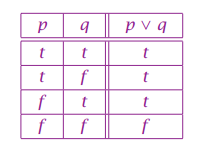 p q p ∨ q
t t t
t f t
f t t
f f f